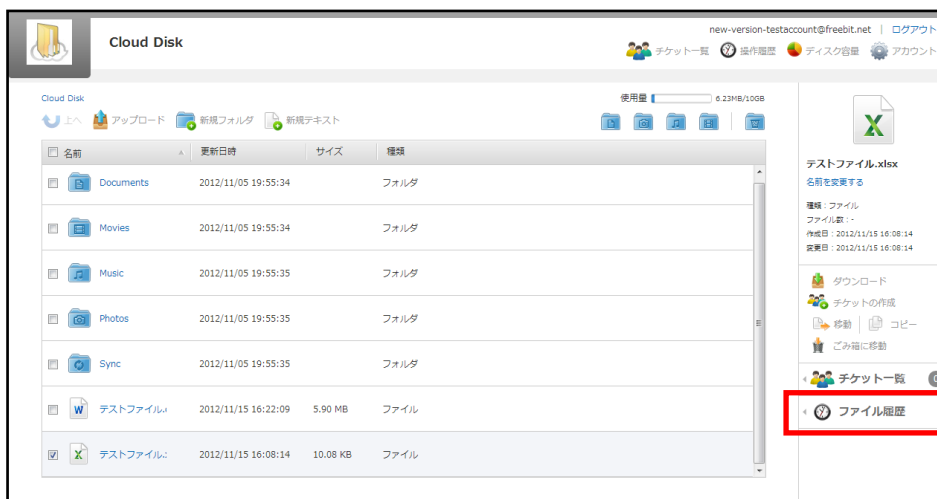 new-version-testaccount@freebit.net | ログアウト
Cloud Disk
チケット一覧 操作履歴 ディスク容量 アカウント
Cloud Disk
使用量 6.23MB/10GB
上へ アップロード 新規フォルダ 新規テキスト
名前 更新日時 サイズ 種類
Documents 2012/11/05 19:55:34 フォルダ
Movies 2012/11/05 19:55:34 フォルダ
Music 2012/11/05 19:55:35 フォルダ
Photos 2012/11/05 19:55:35 フォルダ
Sync 2012/11/05 19:55:35 フォルダ
テストファイル. 2012/11/15 16:22:09 5.90 MB ファイル
テストファイル.: 2012/11/15 16:08:14 10.08 KB ファイル
テストファイル.xlsx
名前を変更する
種類 : ファイル
ファイル数 : -
作成日 : 2012/11/15 16:08:14
変更日 : 2012/11/15 16:08:14
ダウンロード
チケットの作成
移動 | コピー
ごみ箱に移動
チケット一覧
ファイル履歴